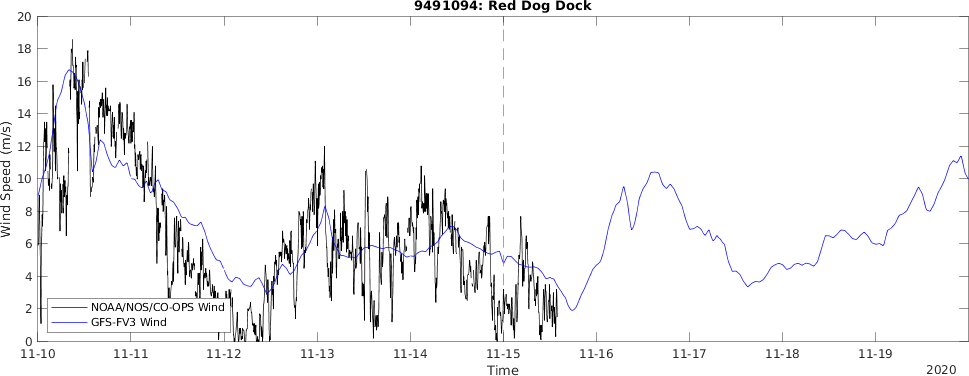 9491094: Red Dog Dock
20
18
16
14
12
10
8
6
4
2
0
Wind Speed (m/s)
NOAA/NOS/CO-OPS Wind
GFS-FV3 Wind
11-10 11-11 11-12 11-13 11-14 11-15 11-16 11-17 11-18 11-19
Time
2020